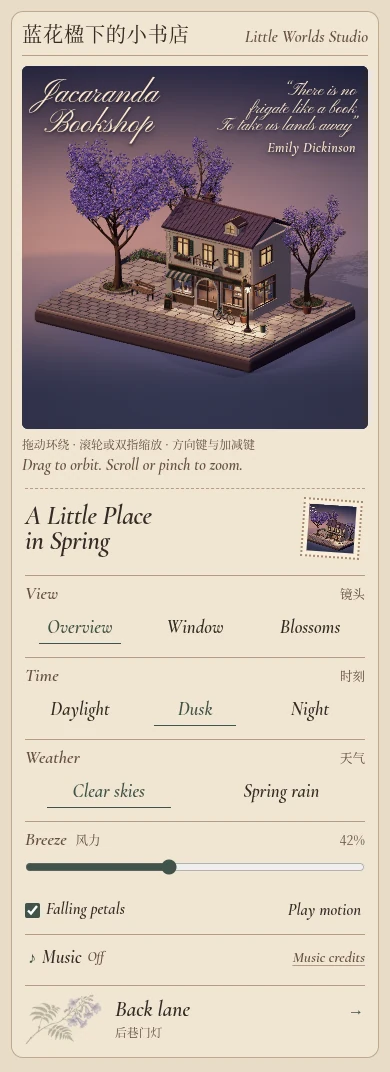 蓝花楹下的小书店
Little Worlds Studio
Jacaranda
Bookshop
“There is no
frigate like a book
To take us lands away”
Emily Dickinson
拖动环绕 · 滚轮或双指缩放 · 方向键与加减键
Drag to orbit. Scroll or pinch to zoom.
A Little Place
in Spring
View 镜头
Overview Window Blossoms
Time 时刻
Daylight Dusk Night
Weather 天气
Clear skies Spring rain
Breeze 风力 42%
Falling petals Play motion
♪ Music Off Music credits
Back lane →
后巷门灯